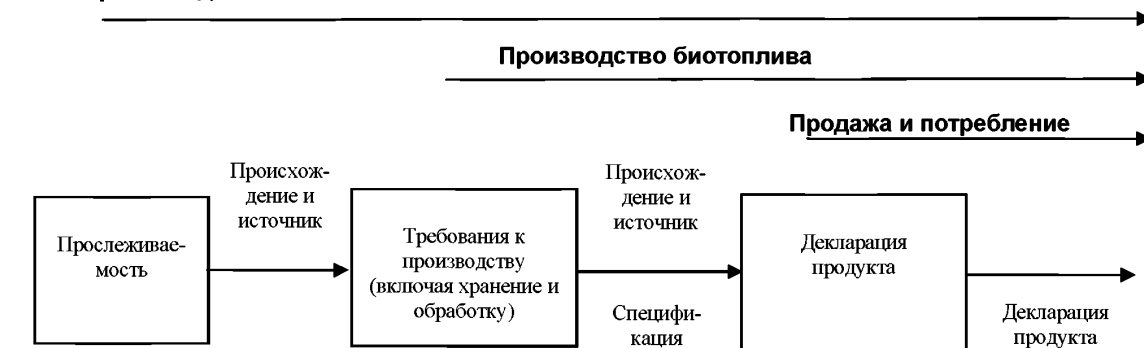 Производство биотоплива
Продажа и потребление
Происхож-
дение и
источник
Происхож-
дение и
источник
Прослеживае-
мость
Требования к
производству
(включая хранение и
обработку)
Декларация
продукта
Специфи-
кация
Декларация
продукта